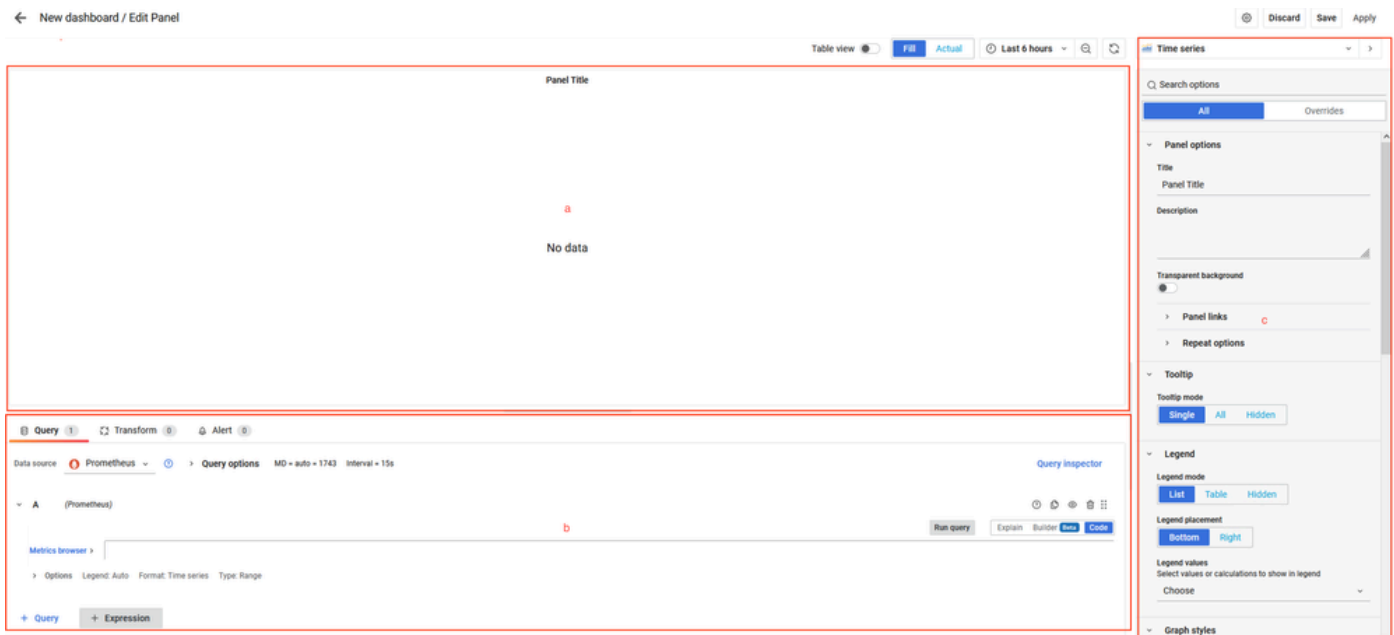 New dashboard / Edit Panel
Discard Save Apply
Table view Fill Actual Last 6 hours
Time series
Panel Title
Search options
All Overrides
Panel options
Title
Panel Title
Description
a
No data
Transparent background
Panel links
c
Repeat options
Tooltip
Tooltip mode
Single All Hidden
Legend
Legend mode
List Table Hidden
Legend placement
Bottom Right
Legend values
Select values or calculations to show in legend
Choose
Graph styles
Query 1 Transform 0 Alert 0
Data source Prometheus Query options MD = auto = 1743 Interval = 15s Query inspector
A (Prometheus)
b
Run query Explain Builder Beta Code
Metrics browser >
Options Legend: Auto Format: Time series Type: Range
+ Query + Expression